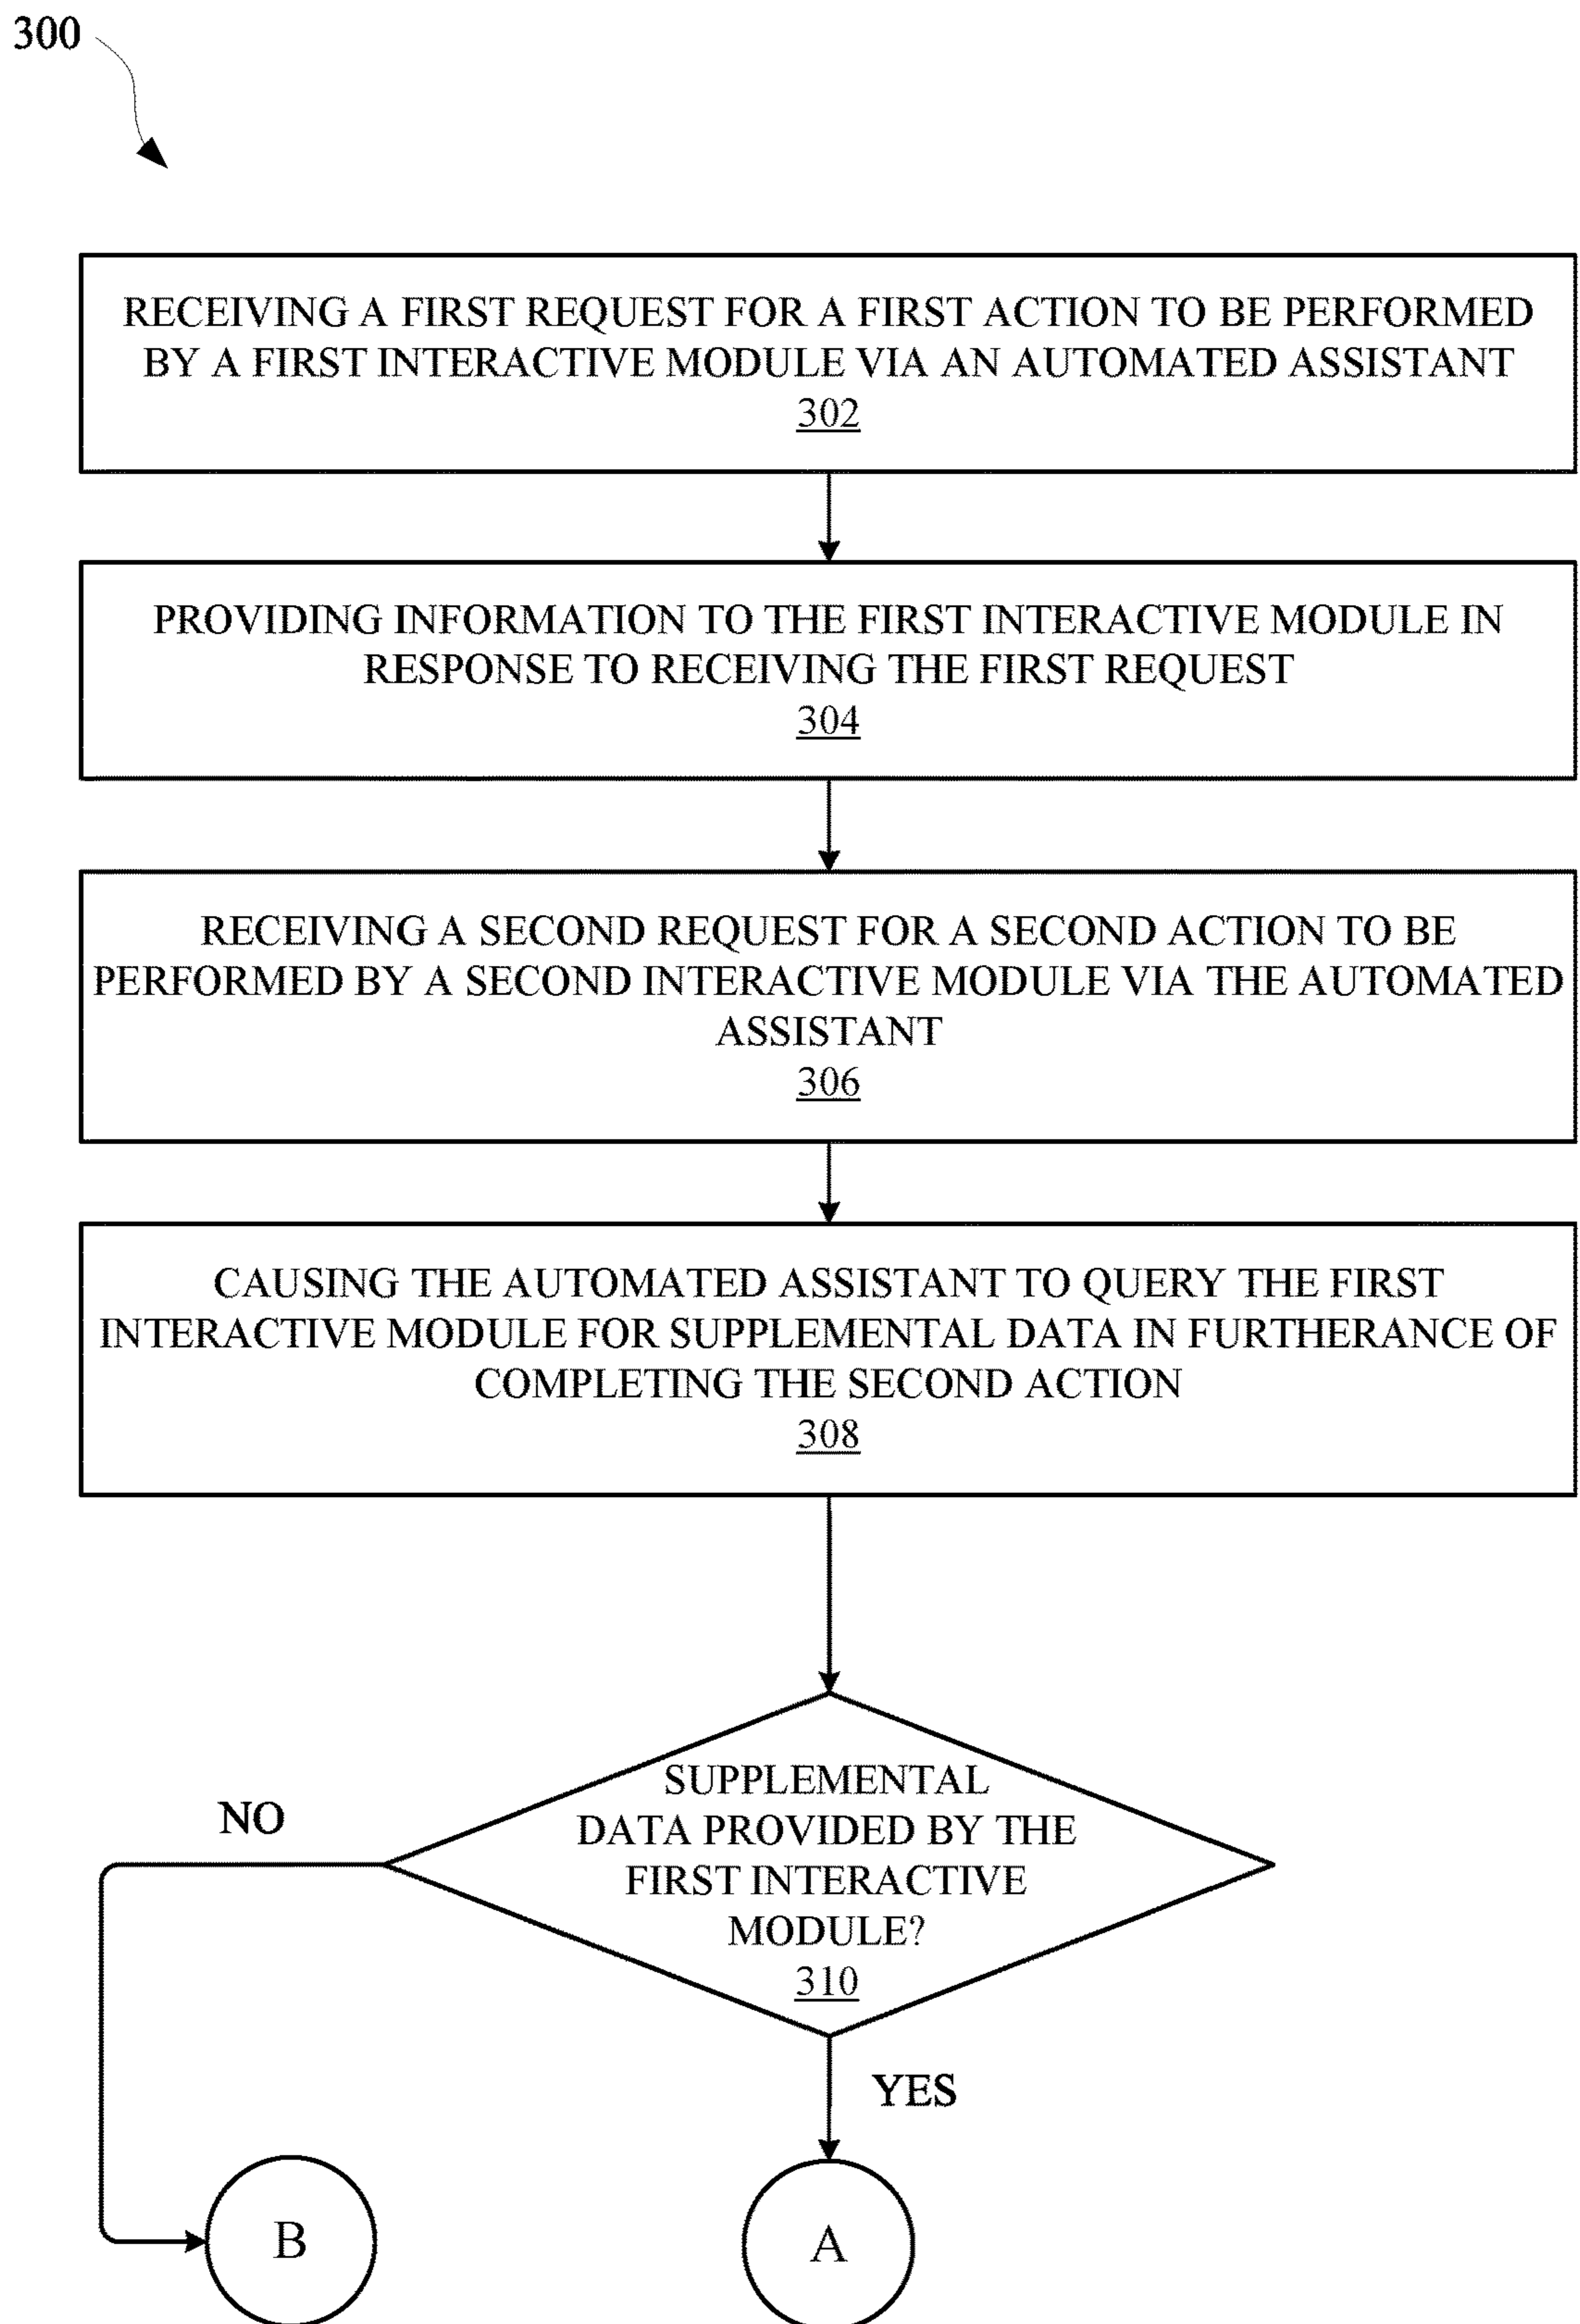 300
RECEIVING A FIRST REQUEST FOR A FIRST ACTION TO BE PERFORMED
BY A FIRST INTERACTIVE MODULE VIA AN AUTOMATED ASSISTANT
302
PROVIDING INFORMATION TO THE FIRST INTERACTIVE MODULE IN
RESPONSE TO RECEIVING THE FIRST REQUEST
304
RECEIVING A SECOND REQUEST FOR A SECOND ACTION TO BE
PERFORMED BY A SECOND INTERACTIVE MODULE VIA THE AUTOMATED
ASSISTANT
306
CAUSING THE AUTOMATED ASSISTANT TO QUERY THE FIRST
INTERACTIVE MODULE FOR SUPPLEMENTAL DATA IN FURTHERANCE OF
COMPLETING THE SECOND ACTION
308
SUPPLEMENTAL
DATA PROVIDED BY THE
FIRST INTERACTIVE
MODULE?
310
NO
YES
B
A